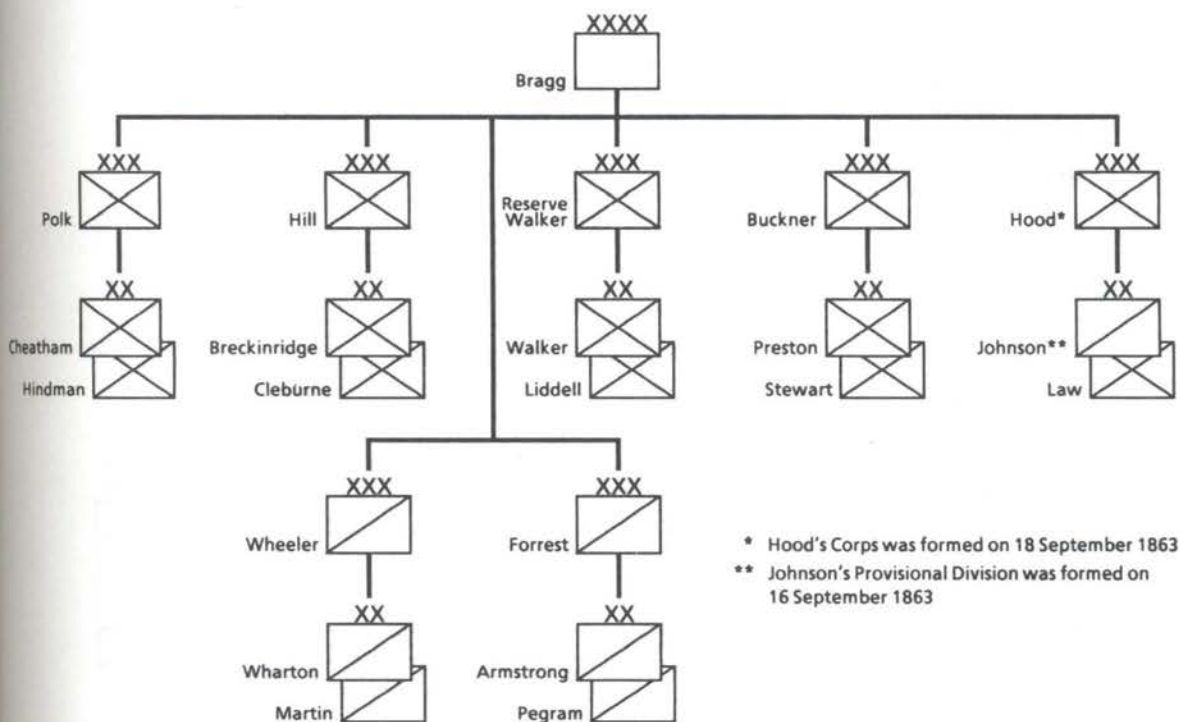 XXXX
Bragg
XXX XXX XXX XXX XXX
Polk
Hill
Reserve
Walker
Buckner
Hood*
XX XX XX XX XX
Cheatham
Hindman
Breckinridge
Cleburne
Walker
Liddell
Preston
Stewart
Johnson**
Law
XXX XXX
Wheeler
Forrest
XX XX
Wharton
Martin
Armstrong
Pegram
* Hood's Corps was formed on 18 September 1863
** Johnson's Provisional Division was formed on
16 September 1863